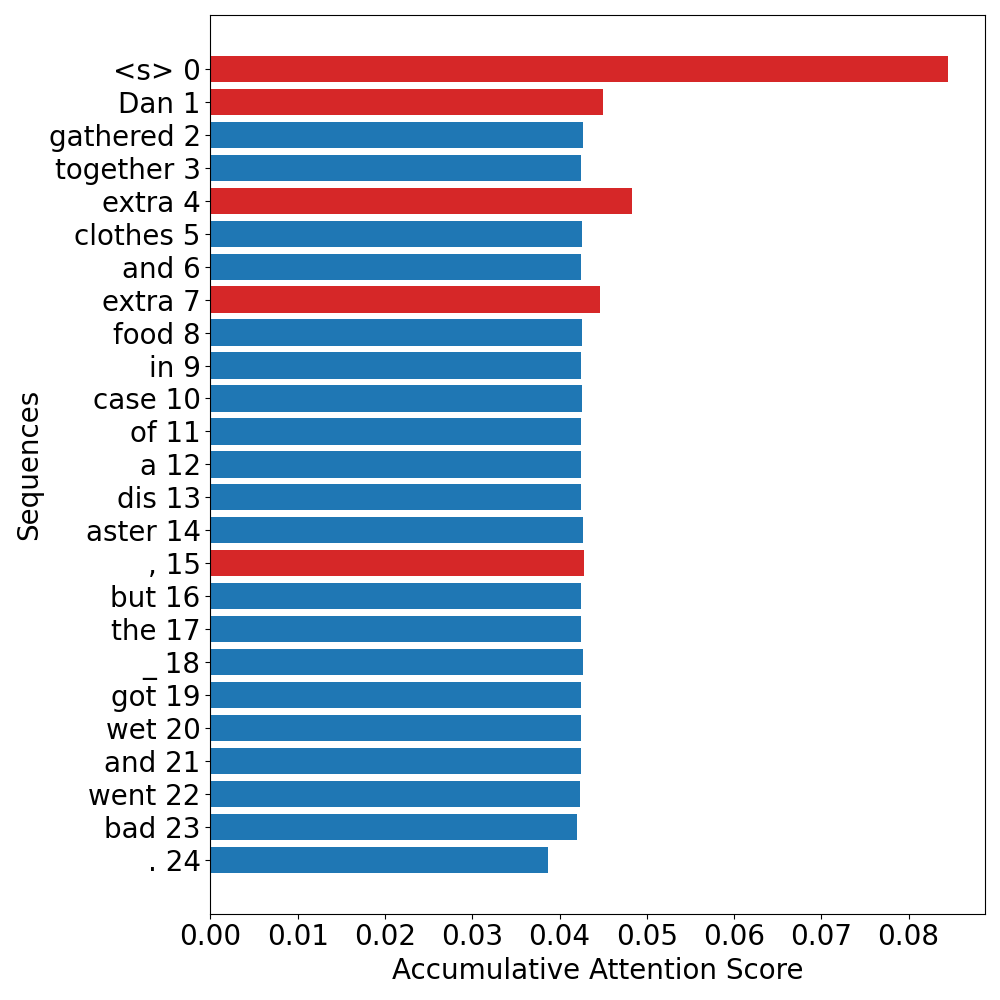 <s> 0
Dan 1
gathered 2
together 3
extra 4
clothes 5
and 6
extra 7
food 8
in 9
case 10
of 11
a 12
dis 13
aster 14
, 15
but 16
the 17
_ 18
got 19
wet 20
and 21
went 22
bad 23
. 24
Sequences
0.00 0.01 0.02 0.03 0.04 0.05 0.06 0.07 0.08
Accumulative Attention Score